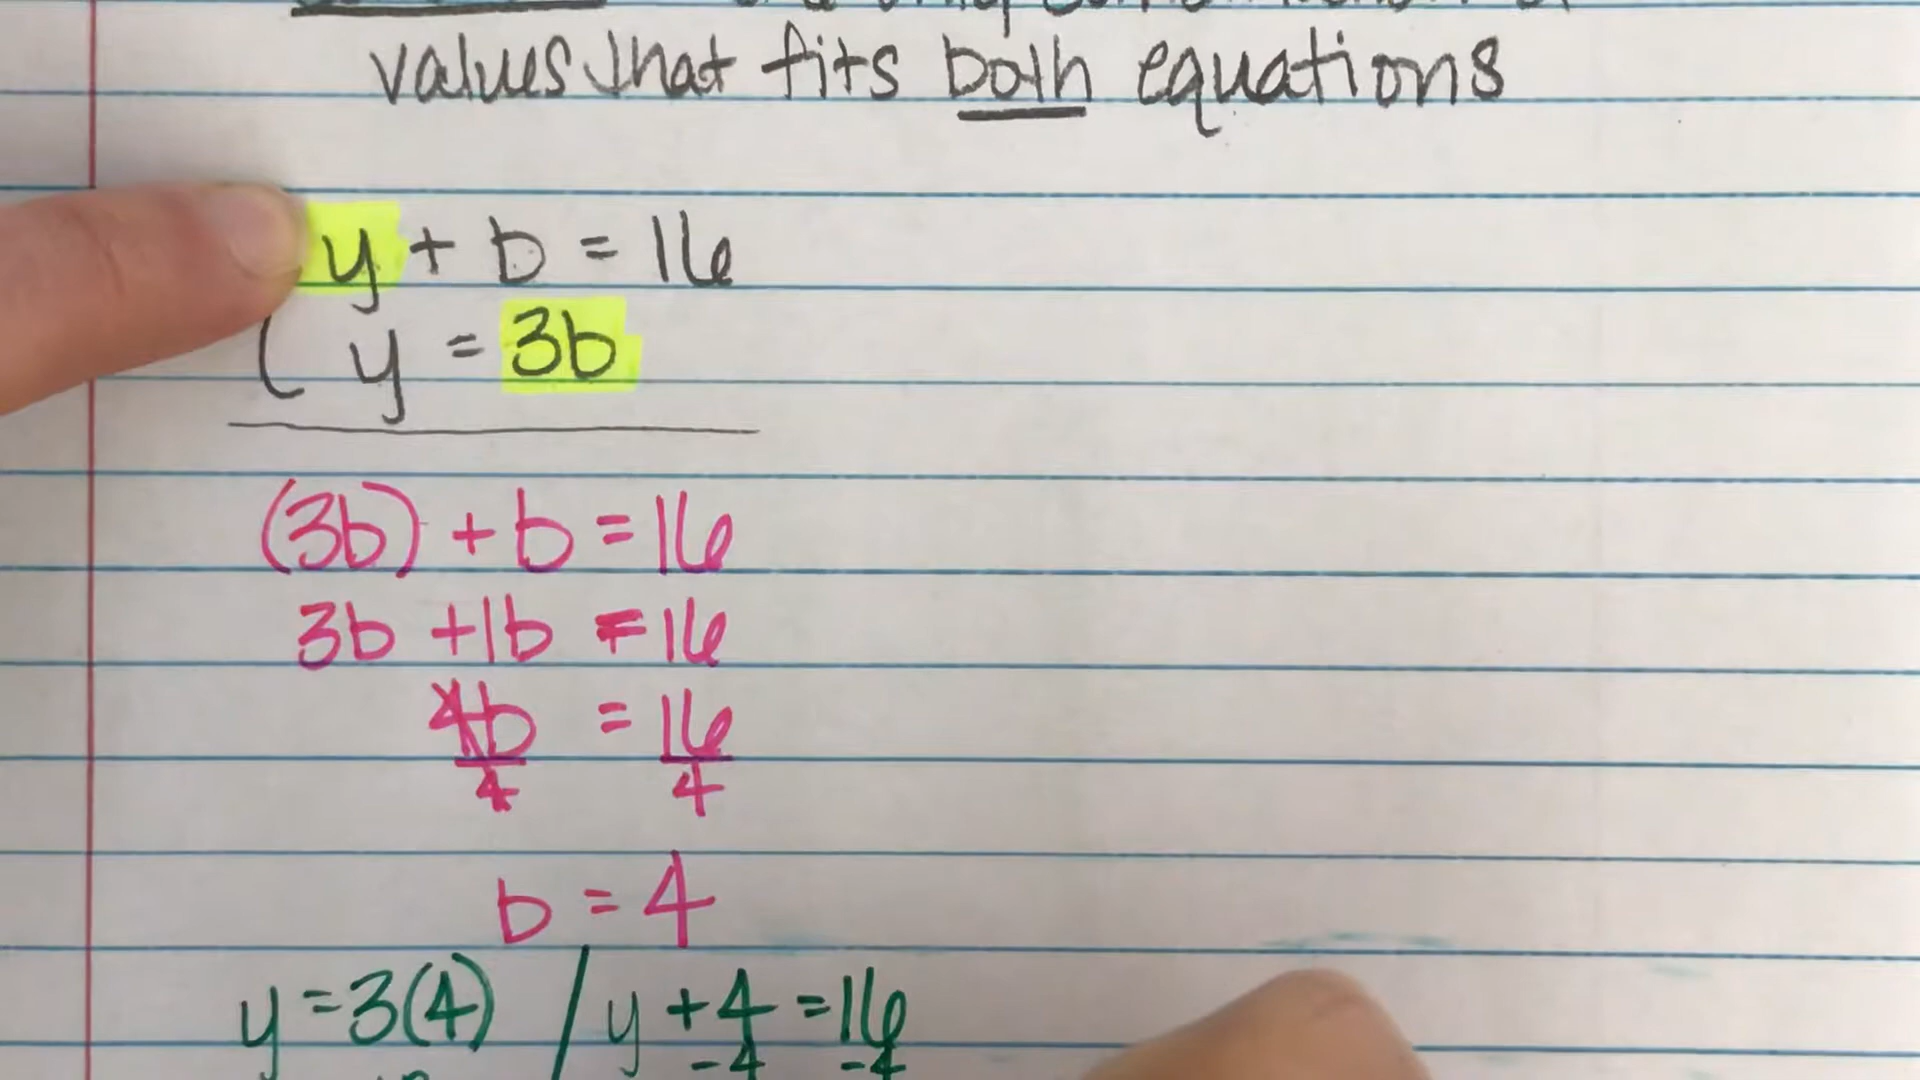 values that fits both equations
y + b = 16
y = 3b
(3b) + b = 16
3b + 1b = 16
4b = 16
4 4
b = 4
y = 3(4) / y + 4 = 16
-4 -4